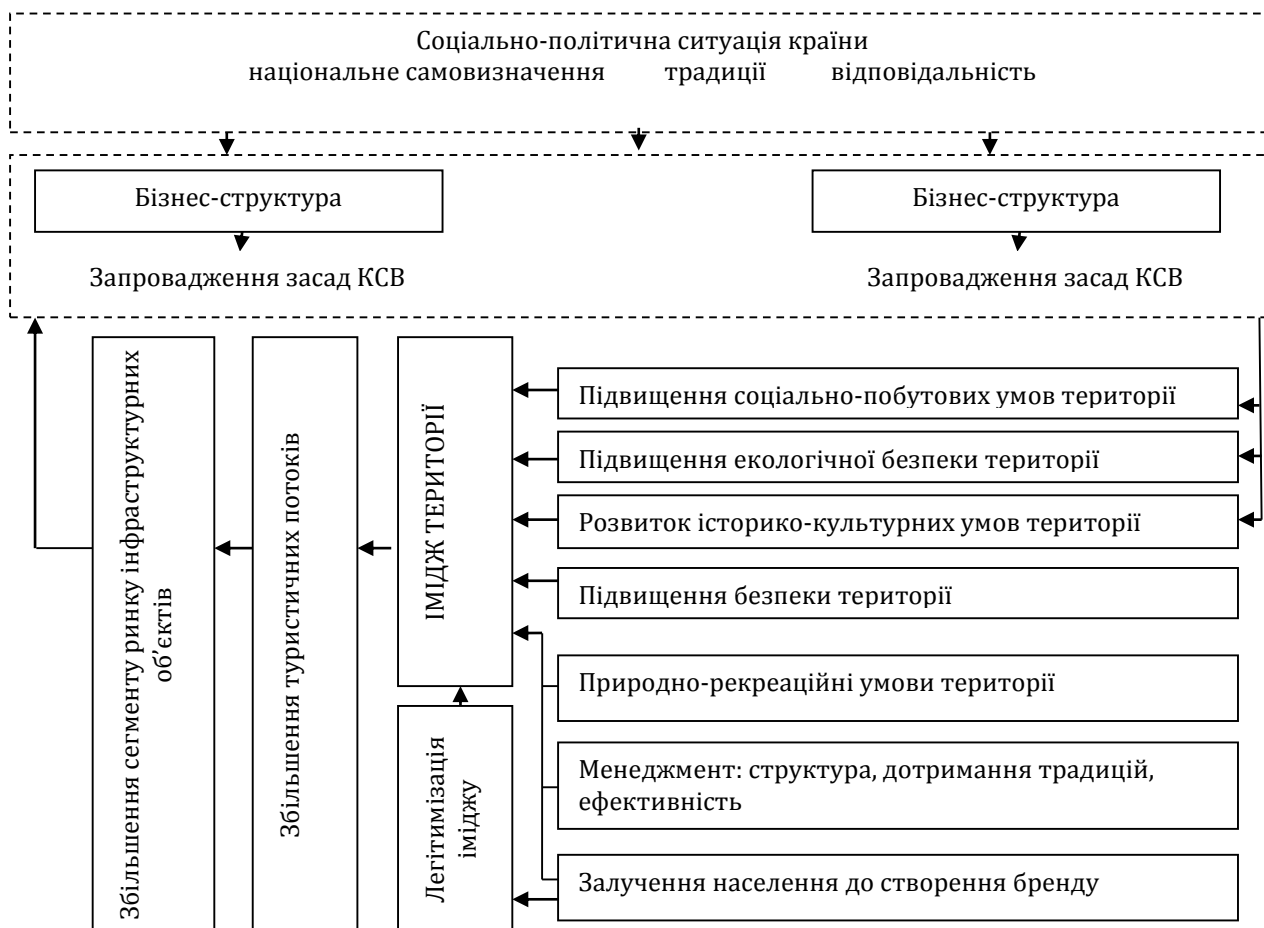 Соціально-політична ситуація країни
національне самовизначення традиції відповідальність
Бізнес-структура
Бізнес-структура
Запровадження засад КСВ
Запровадження засад КСВ
Збільшення сегменту ринку інфраструктурних
об’єктів
Збільшення туристичних потоків
ІМІДЖ ТЕРИТОРІЇ
Легітимізація
іміджу
Підвищення соціально-побутових умов території
Підвищення екологічної безпеки території
Розвиток історико-культурних умов території
Підвищення безпеки території
Природно-рекреаційні умови території
Менеджмент: структура, дотримання традицій,
ефективність
Залучення населення до створення бренду